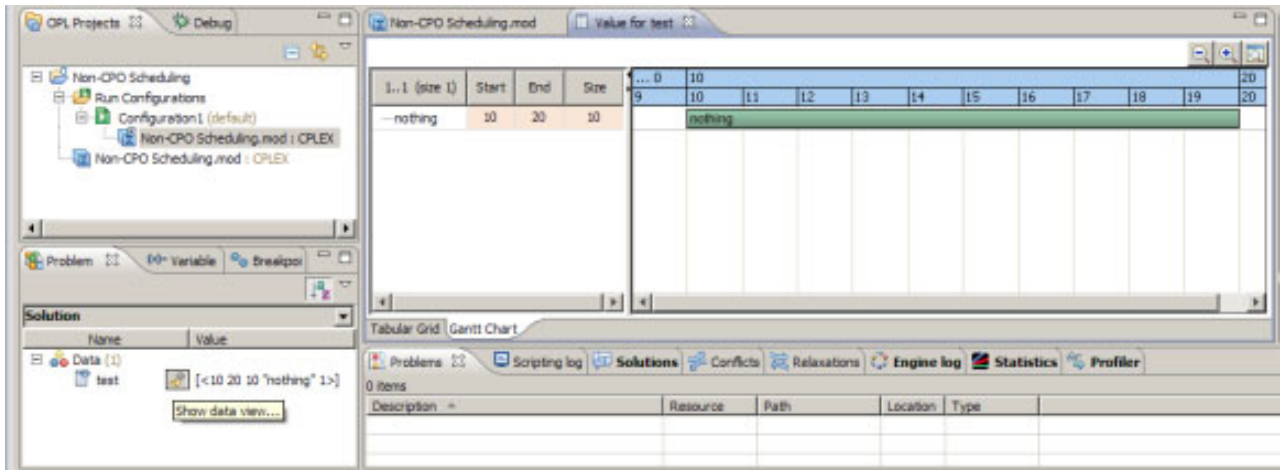 OPL Projects Debug
Non-CPO Scheduling
Run Configurations
Configuration1 (default)
Non-CPO Scheduling.mod : CPLEX
Non-CPO Scheduling.mod : CPLEX
Problem (x)= Variable Breakpoi
Solution
Name Value
Data (1)
test [<10 20 10 "nothing" 1>]
Show data view...
Non-CPO Scheduling.mod Value for test
1..1 (size 1) Start End Size
... 0 10 20
9 10 11 12 13 14 15 16 17 18 19 20
nothing 10 20 10 nothing
Tabular Grid Gantt Chart
Problems Scripting log Solutions Conflicts Relaxations Engine log Statistics Profiler
0 items
Description Resource Path Location Type